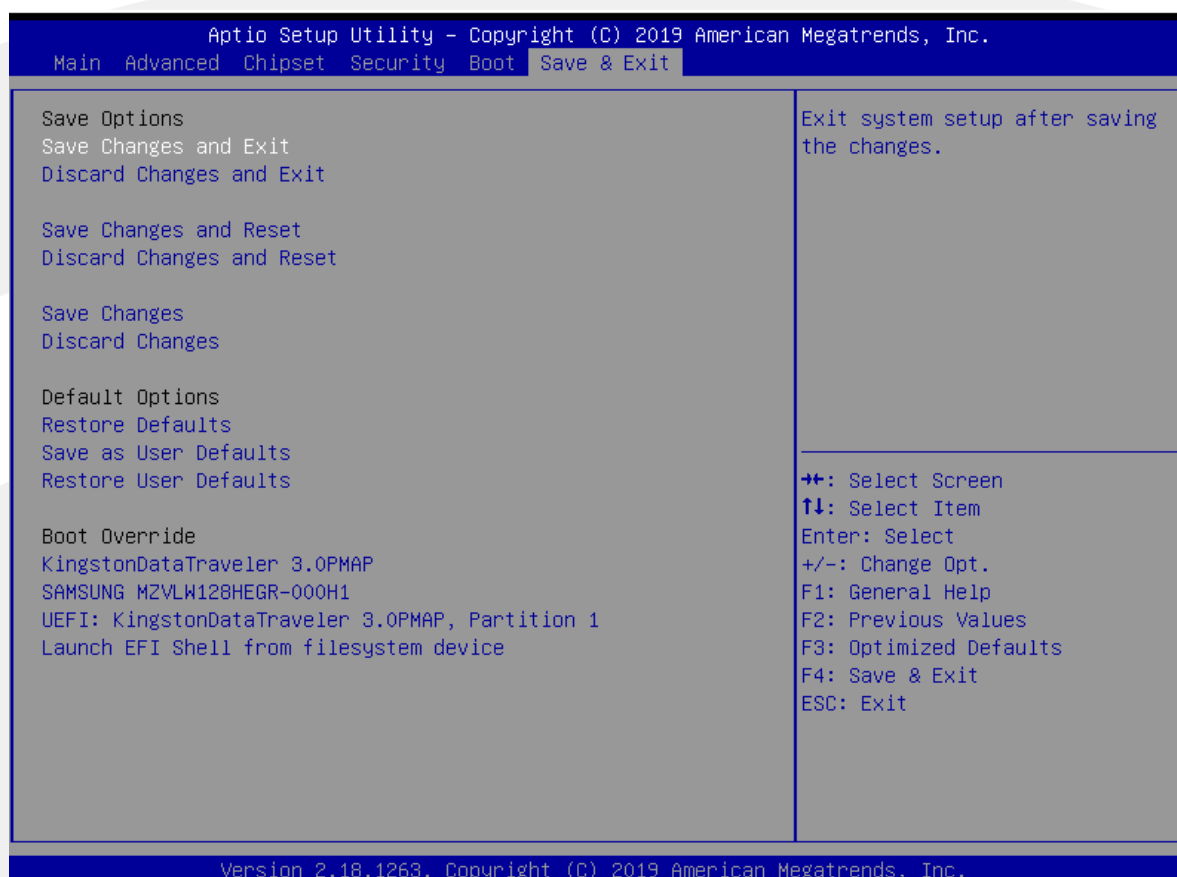 Aptio Setup Utility – Copyright (C) 2019 American Megatrends, Inc.
Main Advanced Chipset Security Boot Save & Exit
Save Options
Save Changes and Exit
Discard Changes and Exit
Save Changes and Reset
Discard Changes and Reset
Save Changes
Discard Changes
Default Options
Restore Defaults
Save as User Defaults
Restore User Defaults
Boot Override
KingstonDataTraveler 3.0PMAP
SAMSUNG MZVLW128HEGR-000H1
UEFI: KingstonDataTraveler 3.0PMAP, Partition 1
Launch EFI Shell from filesystem device
Exit system setup after saving
the changes.
→←: Select Screen
↑↓: Select Item
Enter: Select
+/-: Change Opt.
F1: General Help
F2: Previous Values
F3: Optimized Defaults
F4: Save & Exit
ESC: Exit
Version 2.18.1263. Copyright (C) 2019 American Megatrends, Inc.